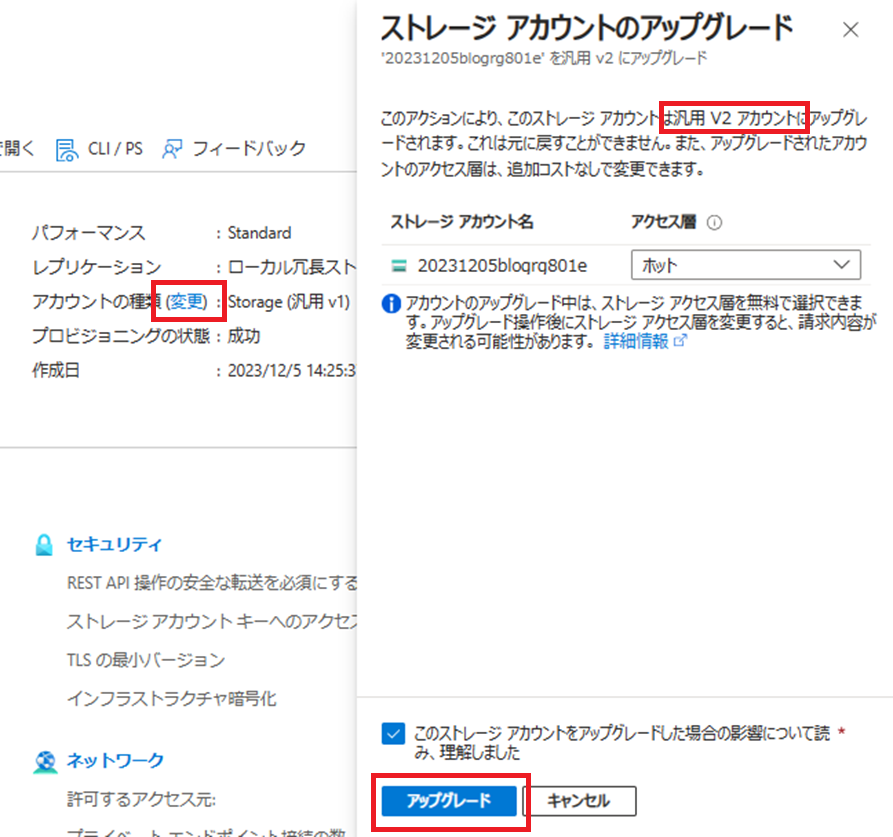 で開く CLI / PS フィードバック
パフォーマンス : Standard
レプリケーション : ローカル冗長スト
アカウントの種類 (変更) : Storage (汎用 v1)
プロビジョニングの状態 : 成功
作成日 : 2023/12/5 14:25:3
セキュリティ
REST API 操作の安全な転送を必須にする
ストレージ アカウント キーへのアクセス
TLS の最小バージョン
インフラストラクチャ暗号化
ネットワーク
許可するアクセス元:
プライベート エンドポイント接続の数
ストレージ アカウントのアップグレード
'20231205blogrg801e' を汎用 v2 にアップグレード
このアクションにより、このストレージ アカウントは汎用 V2 アカウントにアップグレ
ードされます。これは元に戻すことができません。また、アップグレードされたアカウ
ントのアクセス層は、追加コストなしで変更できます。
ストレージ アカウント名 アクセス層
20231205blogrg801e ホット
アカウントのアップグレード中は、ストレージ アクセス層を無料で選択できま
す。アップグレード操作後にストレージ アクセス層を変更すると、請求内容が
変更される可能性があります。 詳細情報
このストレージ アカウントをアップグレードした場合の影響について読 *
み、理解しました
アップグレード キャンセル